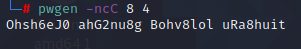 └─# pwgen -ncC 8 4
Ohsh6eJ0 ahG2nu8g Bohv8lol uRa8huit